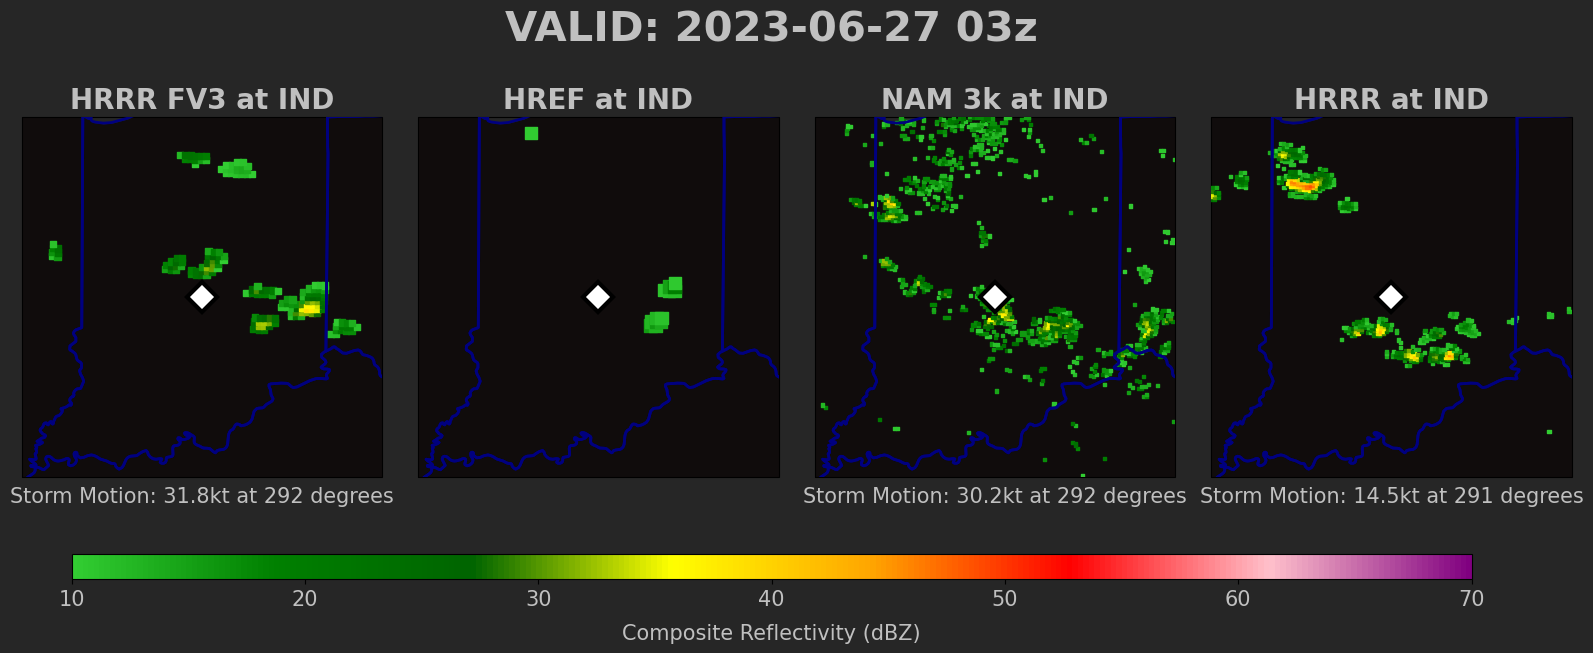 VALID: 2023-06-27 03z
HRRR FV3 at IND
HREF at IND
NAM 3k at IND
HRRR at IND
Storm Motion: 31.8kt at 292 degrees
Storm Motion: 30.2kt at 292 degrees
Storm Motion: 14.5kt at 291 degrees
10 20 30 40 50 60 70
Composite Reflectivity (dBZ)